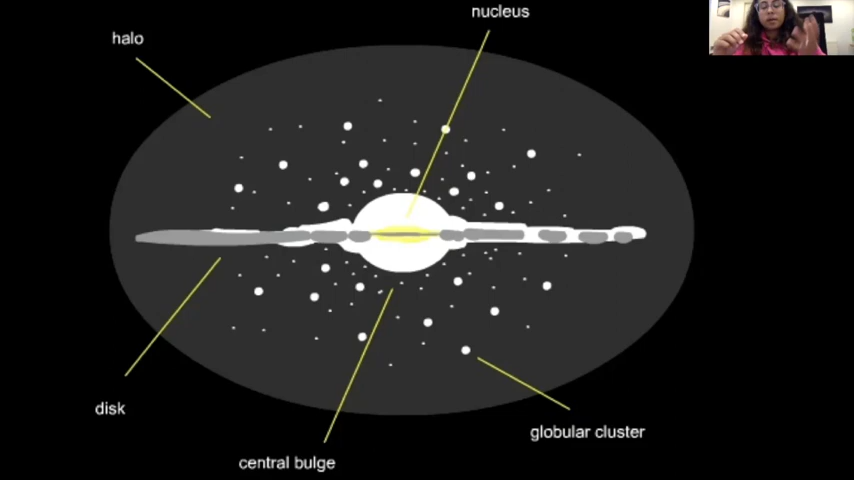 nucleus
halo
disk
globular cluster
central bulge